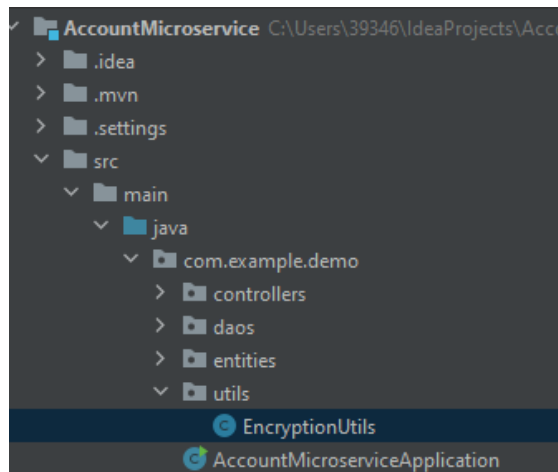 AccountMicroservice C:\Users\39346\IdeaProjects\Acco
.idea
.mvn
.settings
src
main
java
com.example.demo
controllers
daos
entities
utils
EncryptionUtils
AccountMicroserviceApplication